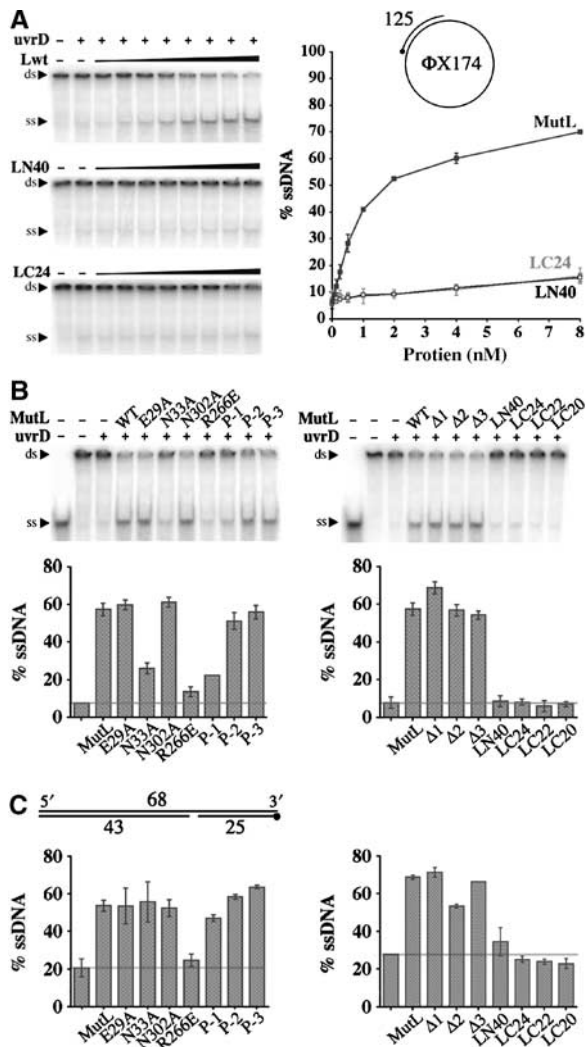 A
uvrD – + + + + + + + + +
Lwt
ds
ss
LN40
– –
ds
ss
LC24
– –
ds
ss
125
ΦX174
% ssDNA
100
90
80
70
60
50
40
30
20
10
0
MutL
LC24
LN40
0 1 2 3 4 5 6 7 8
Protien (nM)
B
MutL – – – WT E29A N33A N302A R266E P-1 P-2 P-3
uvrD – – + + + + + + + + +
ds
ss
MutL – – – WT Δ1 Δ2 Δ3 LN40 LC24 LC22 LC20
uvrD – – + + + + + + + +
ds
ss
% ssDNA
80
60
40
20
0
MutL E29A N33A N302A R266E P-1 P-2 P-3
% ssDNA
80
60
40
20
0
MutL Δ1 Δ2 Δ3 LN40 LC24 LC22 LC20
C
5′ 68 3′
43 25
% ssDNA
80
60
40
20
0
MutL E29A N33A N302A R266E P-1 P-2 P-3
% ssDNA
80
60
40
20
0
MutL Δ1 Δ2 Δ3 LN40 LC24 LC22 LC20